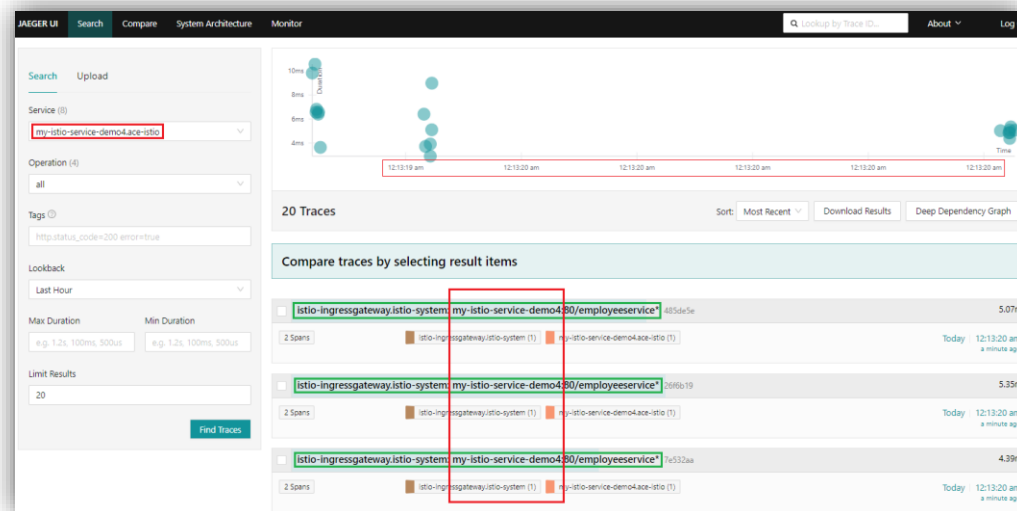 JAEGER UI Search Compare System Architecture Monitor Lookup by Trace ID... About Log
Search Upload
Service (8)
my-istio-service-demo4.ace-istio
Operation (4)
all
Tags
http.status_code=200 error=true
Lookback
Last Hour
Max Duration Min Duration
e.g. 1.2s, 100ms, 500us e.g. 1.2s, 100ms, 500us
Limit Results
20
Find Traces
10ms
8ms
6ms
4ms
Duration
Time
12:13:19 am 12:13:20 am 12:13:20 am 12:13:20 am 12:13:20 am 12:13:20 am
20 Traces Sort: Most Recent Download Results Deep Dependency Graph
Compare traces by selecting result items
istio-ingressgateway.istio-system: my-istio-service-demo4:80/employeeservice* 485de5e 5.07m
2 Spans istio-ingressgateway.istio-system (1) my-istio-service-demo4.ace-istio (1) Today 12:13:20 am
a minute ag
istio-ingressgateway.istio-system: my-istio-service-demo4:80/employeeservice* 26f6b19 5.35m
2 Spans istio-ingressgateway.istio-system (1) my-istio-service-demo4.ace-istio (1) Today 12:13:20 am
a minute ag
istio-ingressgateway.istio-system: my-istio-service-demo4:80/employeeservice* 7e532aa 4.39m
2 Spans istio-ingressgateway.istio-system (1) my-istio-service-demo4.ace-istio (1) Today 12:13:20 am
a minute ag